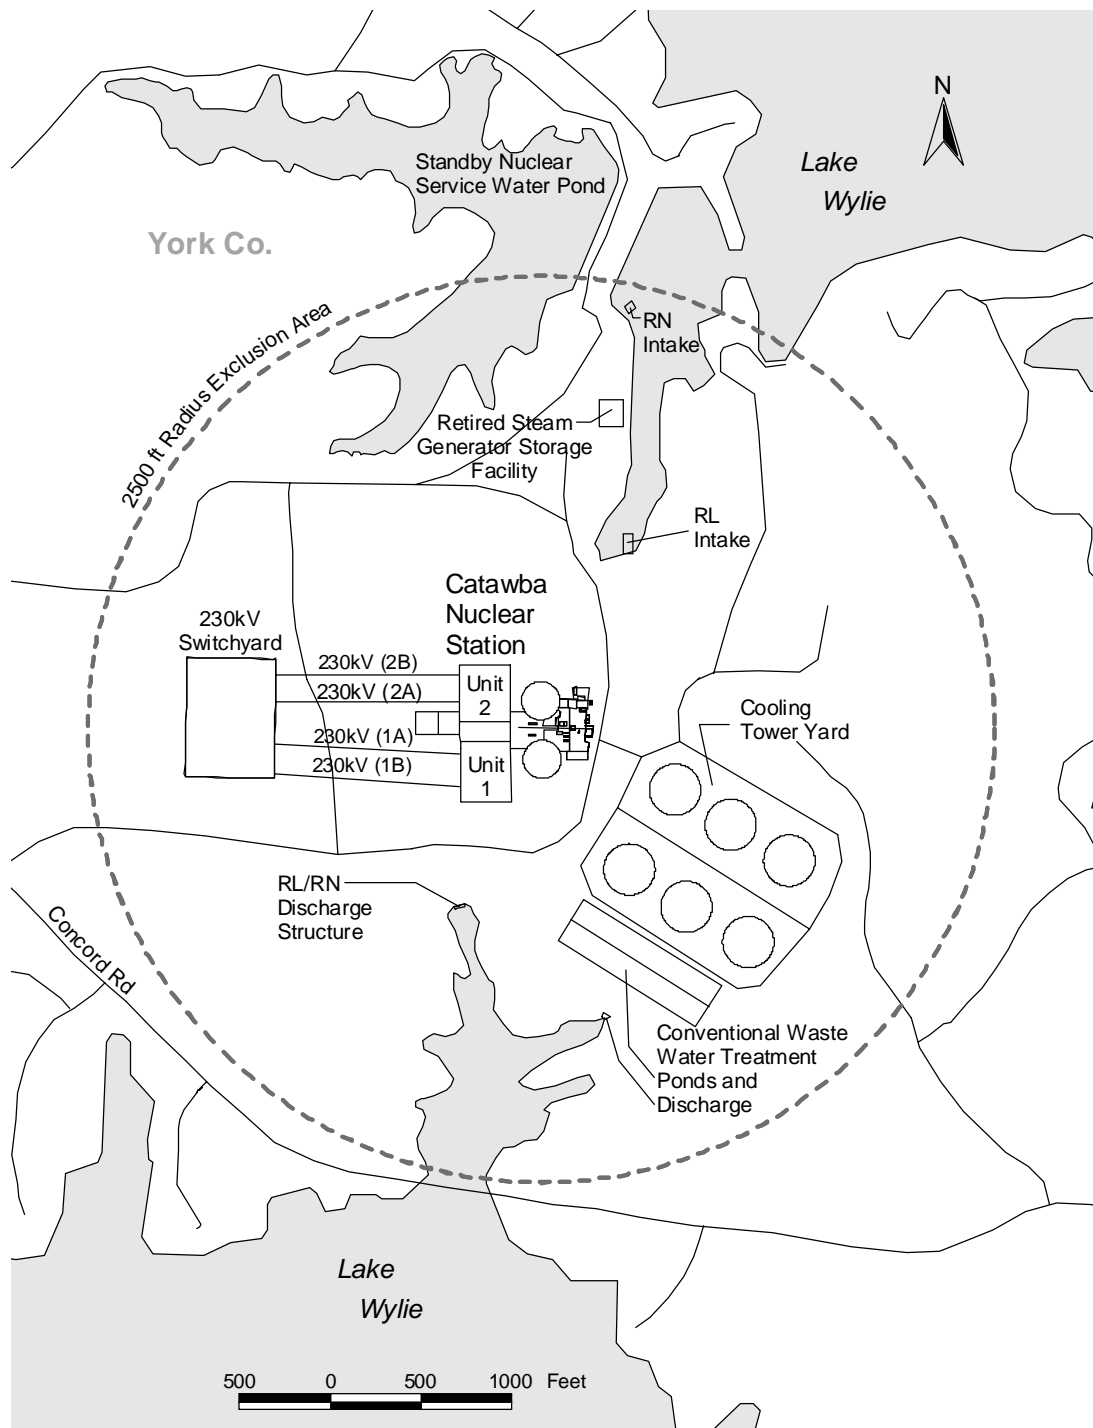 N
Lake
Wylie
Standby Nuclear
Service Water Pond
York Co.
2500 ft Radius Exclusion Area
RN
Intake
Retired Steam
Generator Storage
Facility
RL
Intake
Catawba
Nuclear
Station
230kV
Switchyard
230kV (2B)
230kV (2A)
230kV (1A)
230kV (1B)
Unit
2
Unit
1
Cooling
Tower Yard
RL/RN
Discharge
Structure
Concord Rd
Conventional Waste
Water Treatment
Ponds and
Discharge
Lake
Wylie
500 0 500 1000 Feet